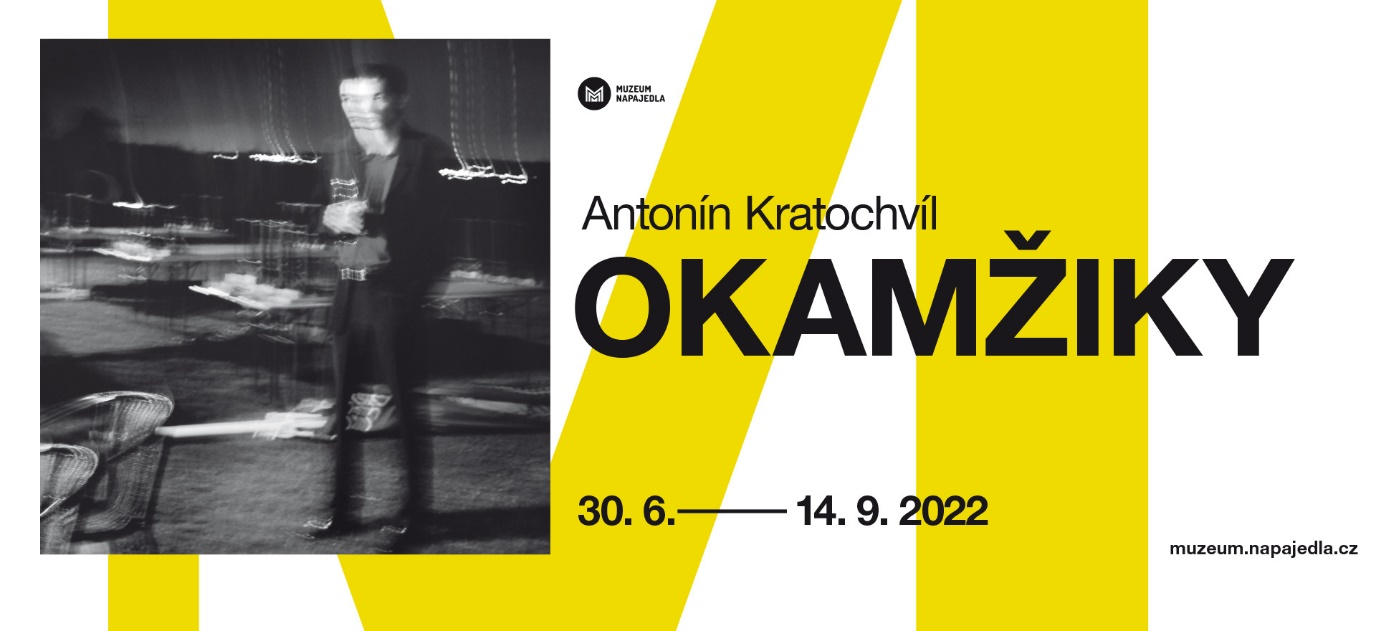 MUZEUM
NAPAJEDLA
Antonín Kratochvíl
OKAMŽIKY
30. 6.——14. 9. 2022
muzeum.napajedla.cz